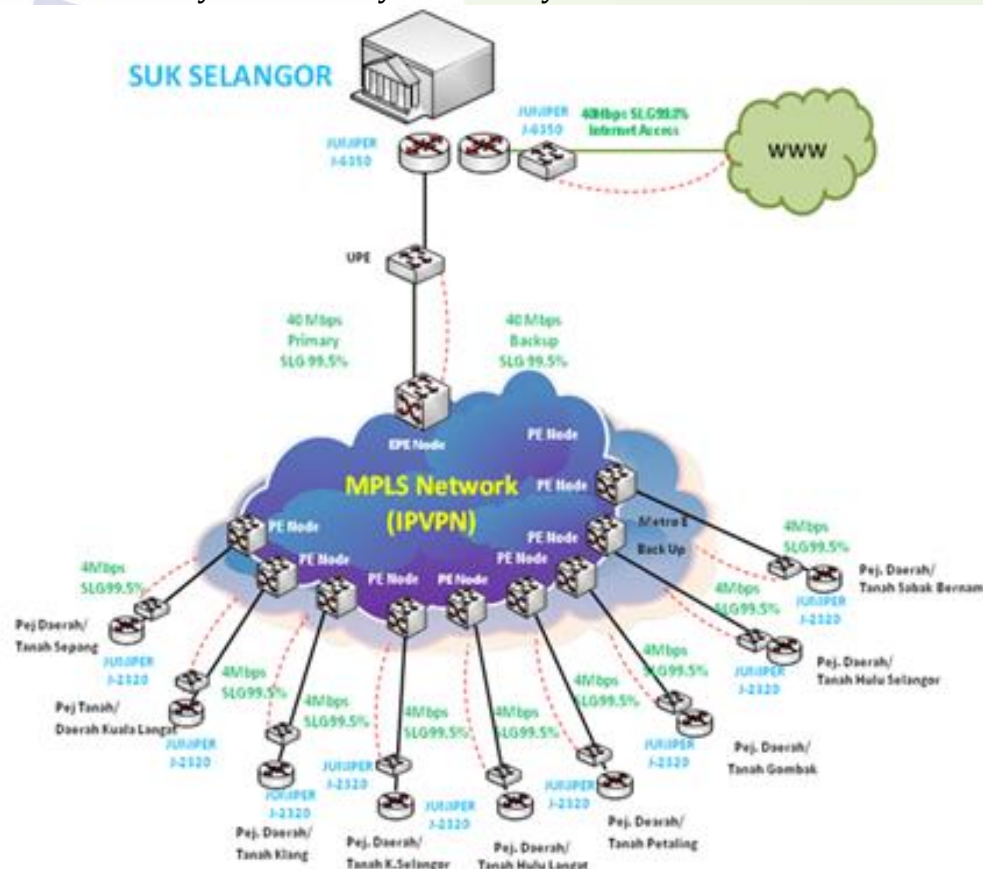 SUK SELANGOR
JUNIPER
J-6350
JUNIPER
J-6350
40Mbps SLG99.0%
Internet Access
WWW
UPE
40 Mbps
Primary
SLG 99.5%
40 Mbps
Backup
SLG 99.5%
EPE Node
PE Node
MPLS Network
(IPVPN)
PE Node
PE Node
PE Node
PE Node
PE Node
PE Node
PE Node
PE Node
Metro E
Back Up
4Mbps
SLG99.5%
Pej. Daerah/
Tanah Sabak Bernam
JUNIPER
J-2320
4Mbps
SLG99.5%
Pej. Daerah/
Tanah Hulu Selangor
JUNIPER
J-2320
4Mbps
SLG99.5%
Pej Daerah/
Tanah Sepang
JUNIPER
J-2320
4Mbps
SLG99.5%
Pej Tanah/
Daerah Kuala Langat
JUNIPER
J-2320
4Mbps
SLG99.5%
JUNIPER
J-2320
Pej. Daerah/
Tanah Klang
4Mbps
SLG99.5%
JUNIPER
J-2320
Pej. Daerah/
Tanah K.Selangor
4Mbps
SLG99.5%
JUNIPER
J-2320
Pej. Daerah/
Tanah Hulu Langat
4Mbps
SLG99.5%
JUNIPER
J-2320
Pej. Dearah/
Tanah Petaling
JUNIPER
J-2320
Pej. Daerah/
Tanah Gombak